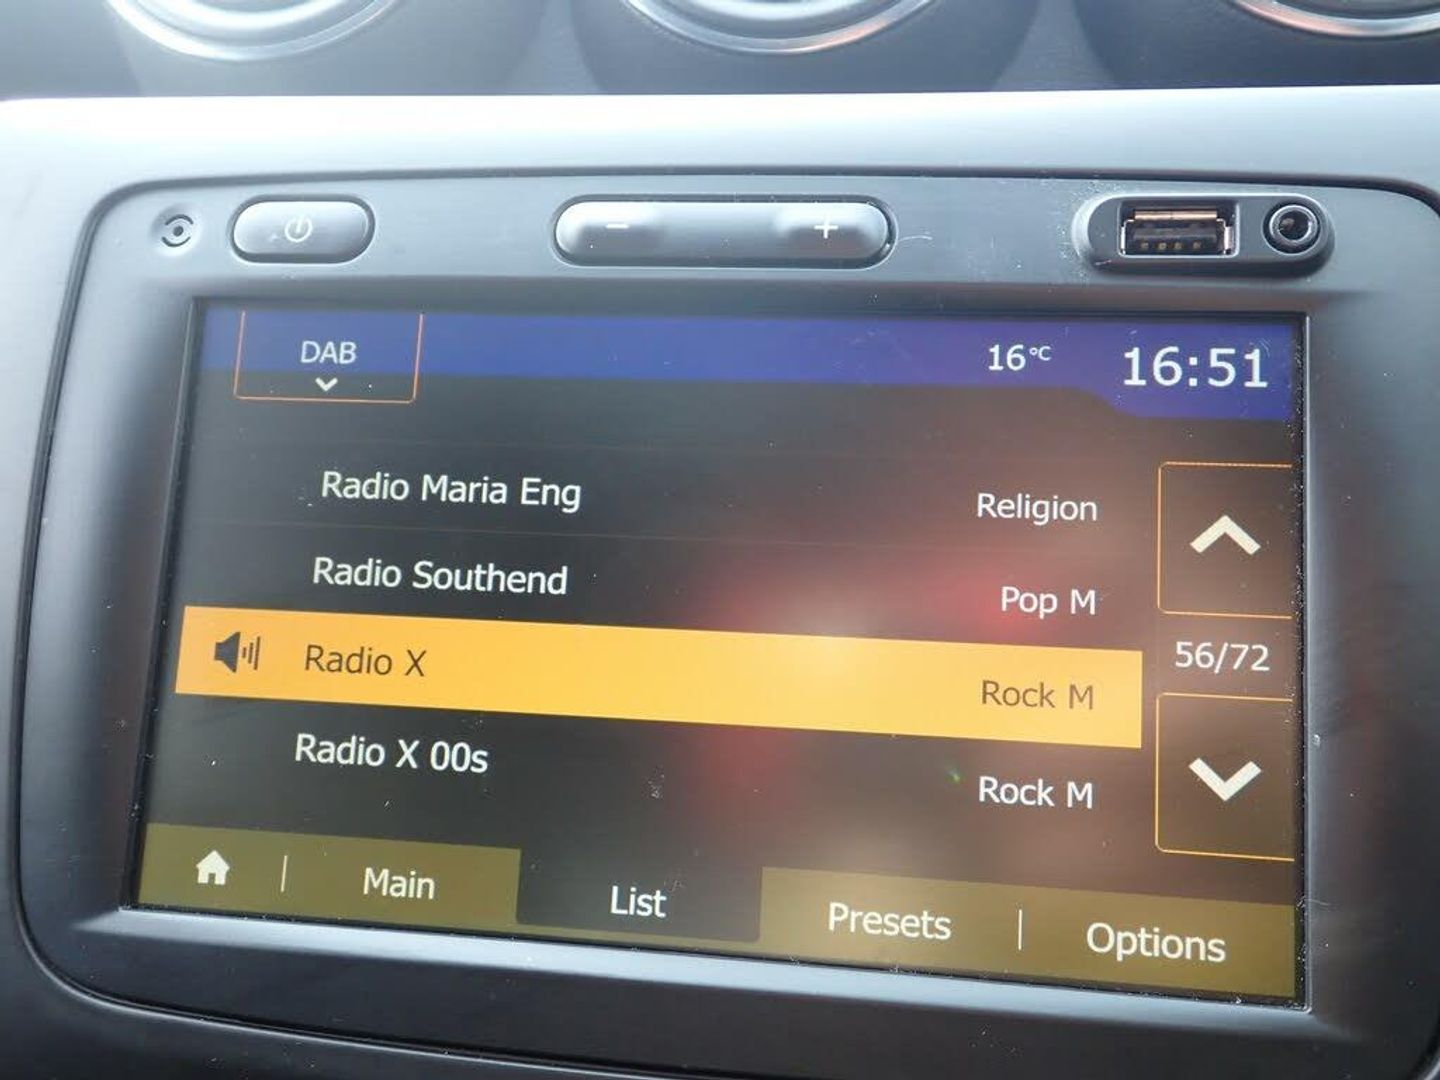 DAB
16°C
16:51
Radio Maria Eng Religion
Radio Southend Pop M
Radio X Rock M
56/72
Radio X 00s Rock M
Main List Presets Options